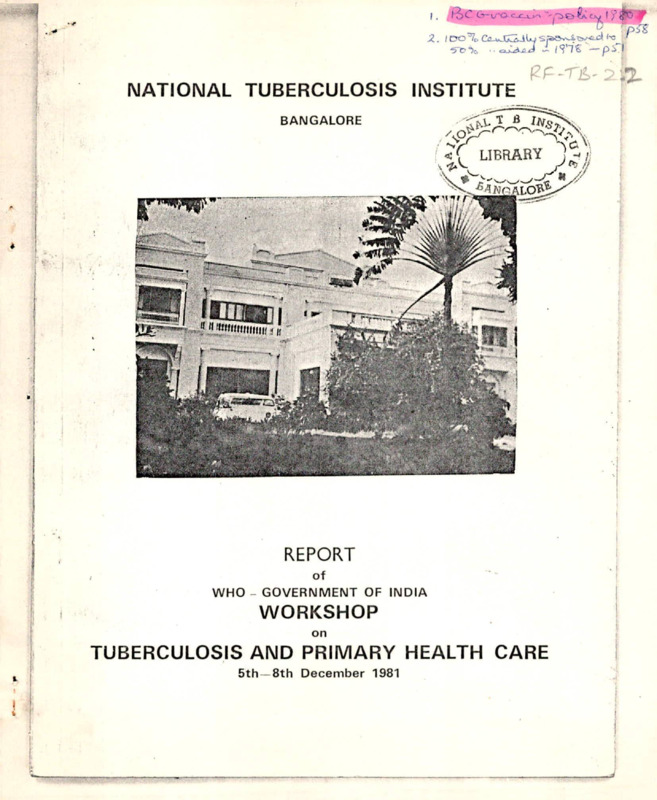 1. BCG vaccin policy 1980 p58
2. 100% Centrally sponsored to
50% " aided - 1978 - p51
RF-TB-2.2
NATIONAL TUBERCULOSIS INSTITUTE
BANGALORE
NATIONAL T B INSTITUTE
LIBRARY
BANGALORE
REPORT
of
WHO - GOVERNMENT OF INDIA
WORKSHOP
on
TUBERCULOSIS AND PRIMARY HEALTH CARE
5th—8th December 1981